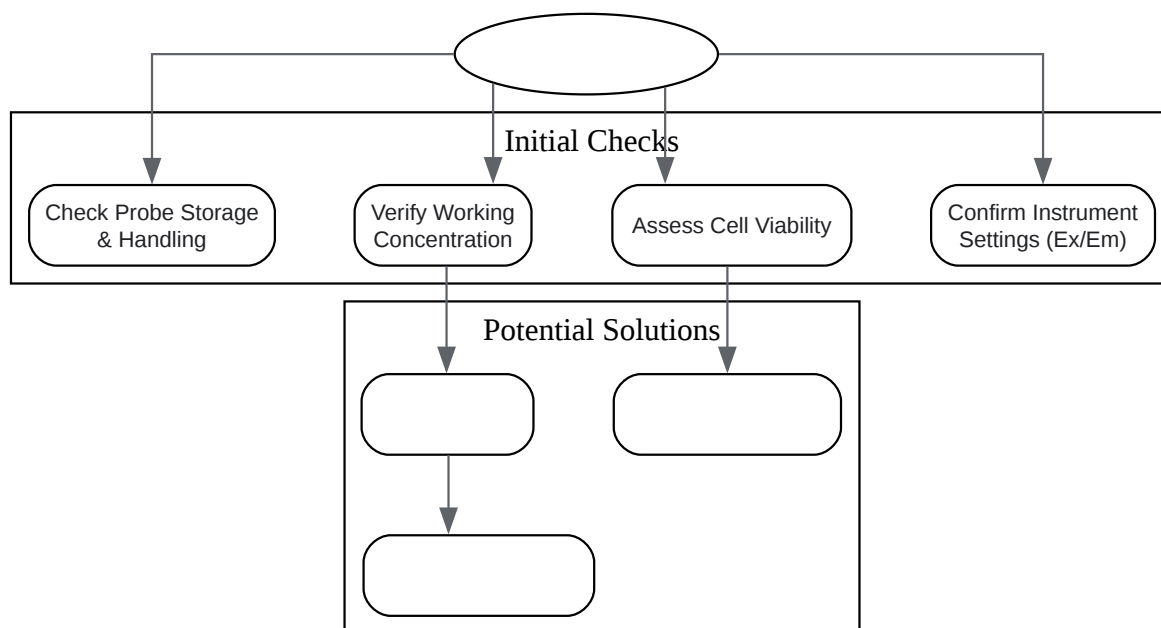 Initial Checks
Check Probe Storage
& Handling
Verify Working
Concentration
Assess Cell Viability
Confirm Instrument
Settings (Ex/Em)
Potential Solutions